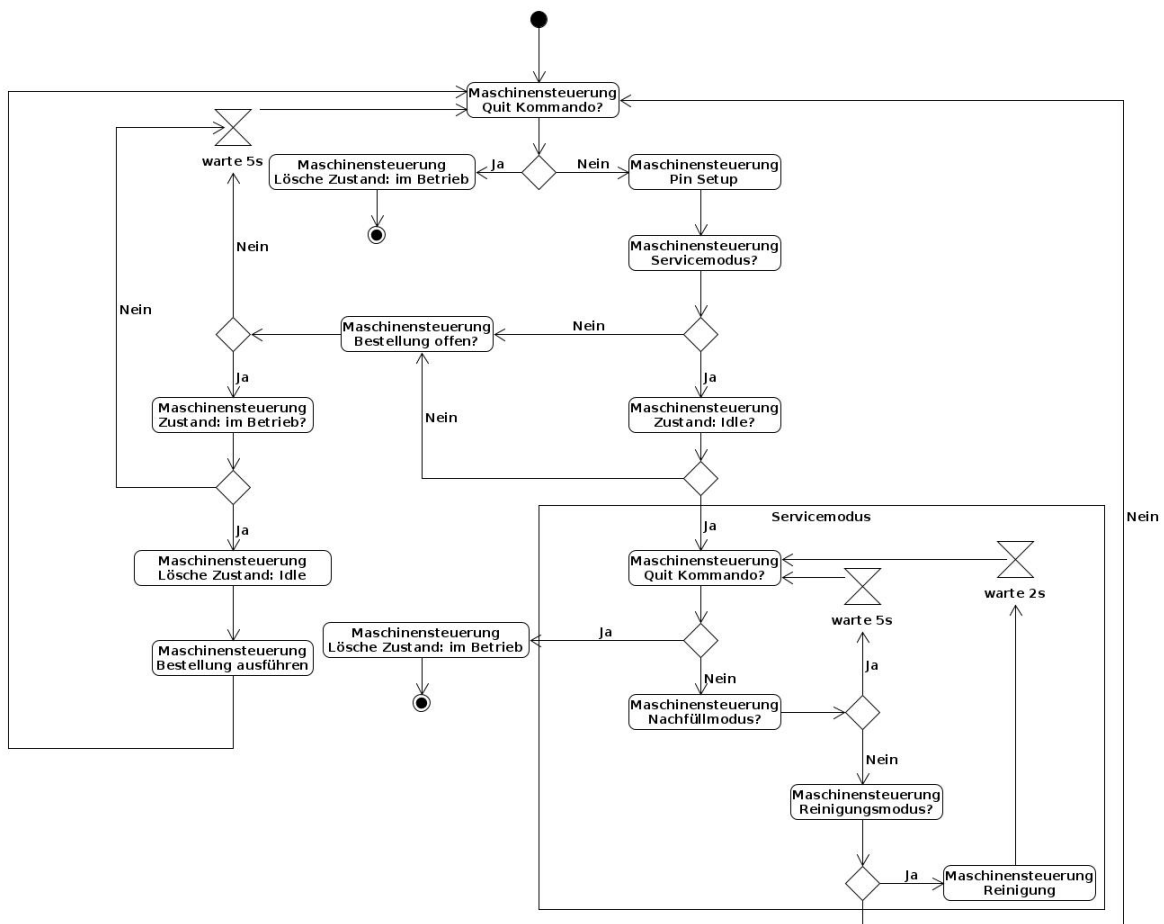 Maschinensteuerung
Quit Kommando?
warte 5s
Maschinensteuerung
Lösche Zustand: im Betrieb
Ja
Nein
Maschinensteuerung
Pin Setup
Nein
Maschinensteuerung
Servicemodus?
Nein
Maschinensteuerung
Bestellung offen?
Nein
Ja
Ja
Maschinensteuerung
Zustand: im Betrieb?
Nein
Maschinensteuerung
Zustand: Idle?
Servicemodus
Nein
Ja
Ja
Maschinensteuerung
Lösche Zustand: Idle
Maschinensteuerung
Quit Kommando?
warte 5s
warte 2s
Maschinensteuerung
Bestellung ausführen
Maschinensteuerung
Lösche Zustand: im Betrieb
Ja
Nein
Ja
Maschinensteuerung
Nachfüllmodus?
Nein
Maschinensteuerung
Reinigungsmodus?
Ja
Maschinensteuerung
Reinigung